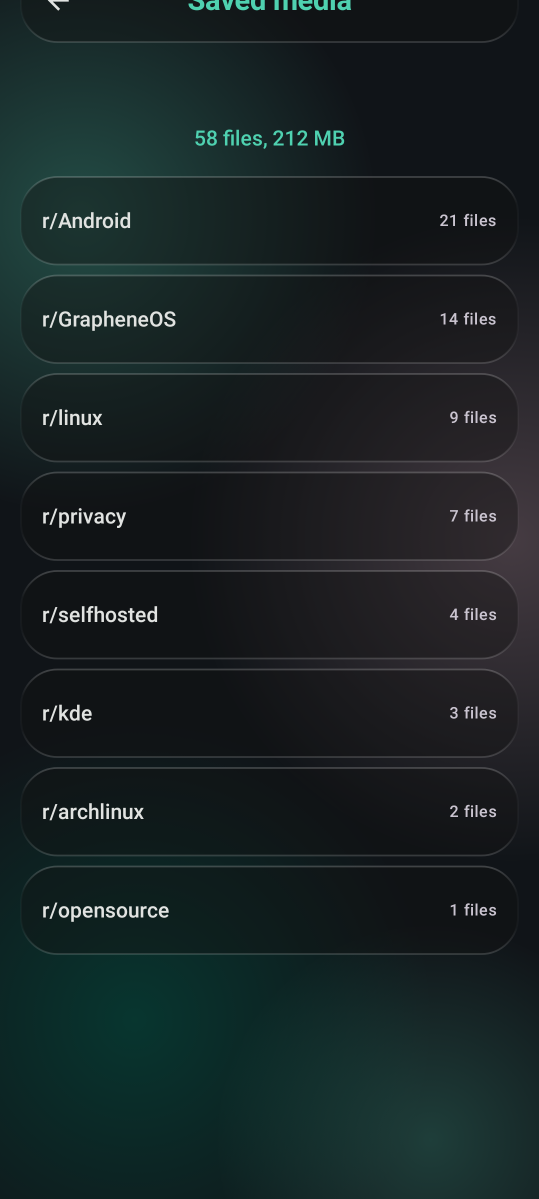 Saved media
58 files, 212 MB
r/Android 21 files
r/GrapheneOS 14 files
r/linux 9 files
r/privacy 7 files
r/selfhosted 4 files
r/kde 3 files
r/archlinux 2 files
r/opensource 1 files